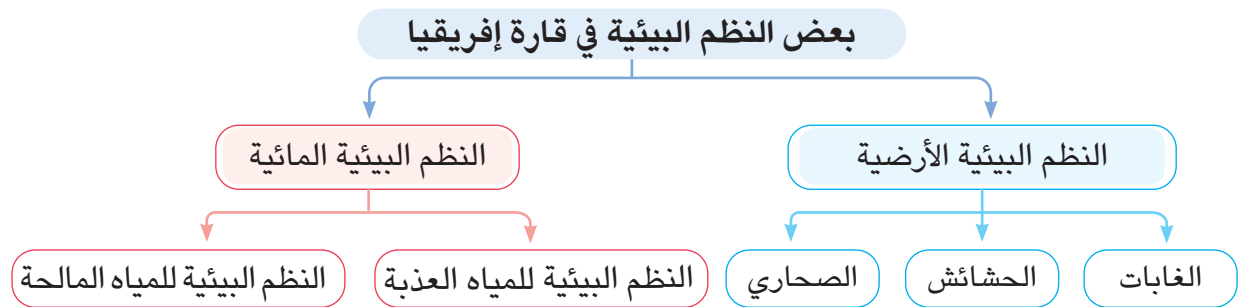 بعض النظم البيئية في قارة إفريقيا
النظم البيئية الأرضية
النظم البيئية المائية
الغابات
الحشائش
الصحاري
النظم البيئية للمياه العذبة
النظم البيئية للمياه المالحة